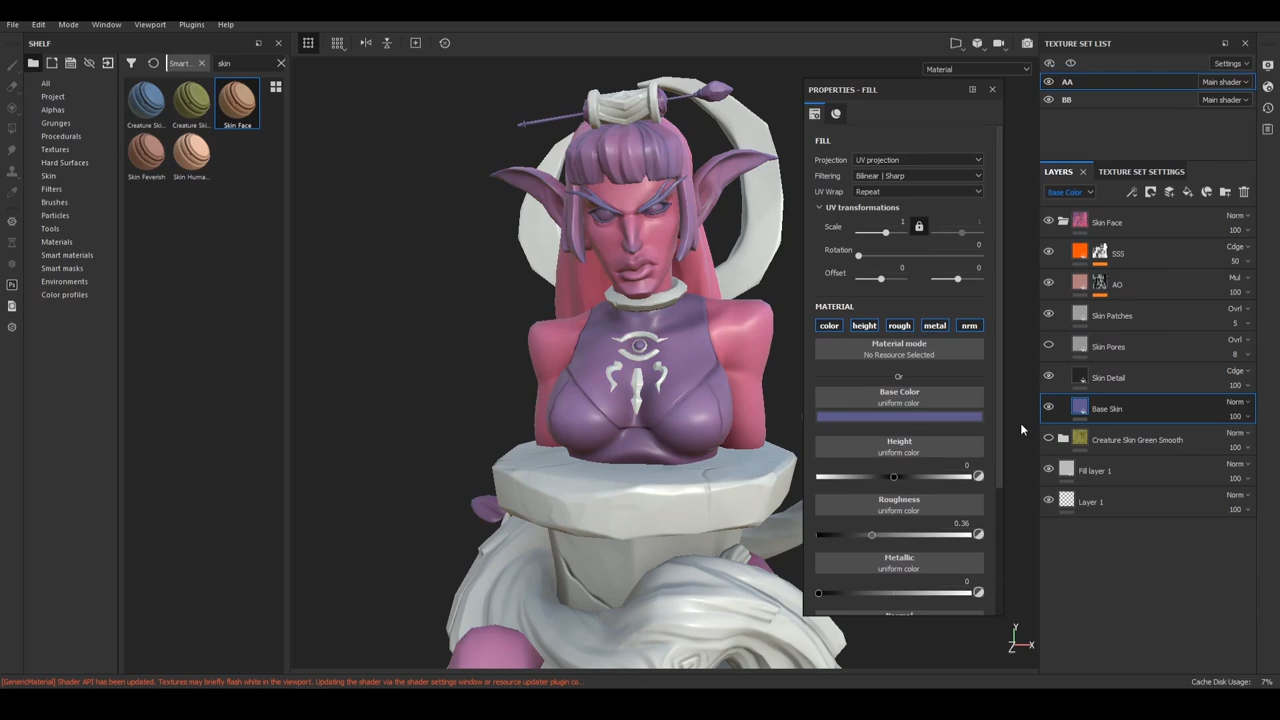 File Edit Mode Window Viewport Plugins Help
SHELF
Smart...
skin
All
Project
Alphas
Grunges
Procedurals
Textures
Hard Surfaces
Skin
Filters
Brushes
Particles
Tools
Materials
Smart materials
Smart masks
Environments
Color profiles
Creature Ski...
Creature Ski...
Skin Face
Skin Feverish
Skin Huma...
Material
PROPERTIES - FILL
FILL
Projection UV projection
Filtering Bilinear | Sharp
UV Wrap Repeat
UV transformations
Scale 1 1
Rotation 0
Offset 0 0
MATERIAL
color height rough metal nrm
Material mode
No Resource Selected
Or
Base Color
uniform color
Height
uniform color
0
Roughness
uniform color
0.36
Metallic
uniform color
0
Y
Z X
TEXTURE SET LIST
Settings
AA Main shader
BB Main shader
LAYERS TEXTURE SET SETTINGS
Base Color
Skin Face Norm
100
SSS Cdge
50
AO Mul
100
Skin Patches Ovrl
5
Skin Pores Ovrl
8
Skin Detail Cdge
100
Base Skin Norm
100
Creature Skin Green Smooth Norm
100
Fill layer 1 Norm
100
Layer 1 Norm
100
Ps
[GenericMaterial] Shader API has been updated. Textures may briefly flash white in the viewport. Updating the shader via the shader settings window or resource updater plugin co...
Cache Disk Usage: 7%